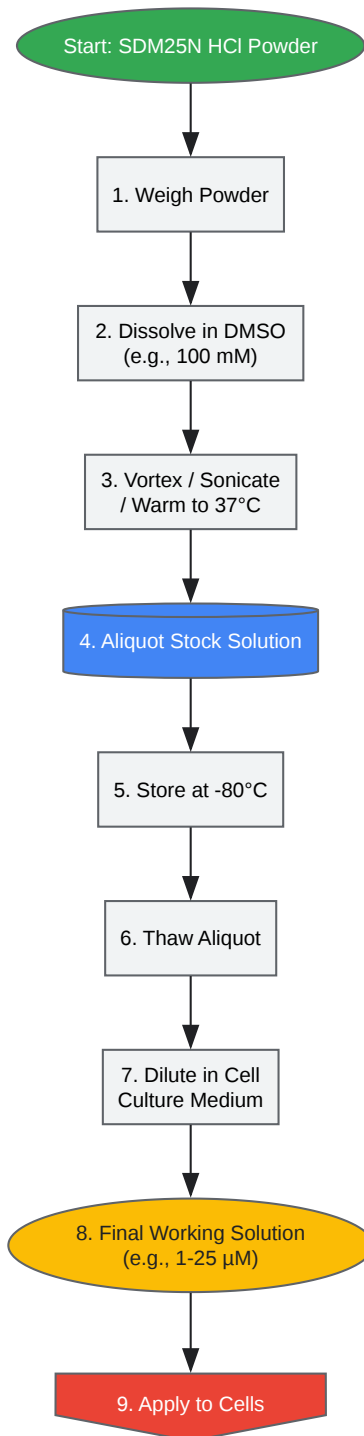 Start: SDM25N HCl Powder
1. Weigh Powder
2. Dissolve in DMSO
(e.g., 100 mM)
3. Vortex / Sonicate
/ Warm to 37°C
4. Aliquot Stock Solution
5. Store at -80°C
6. Thaw Aliquot
7. Dilute in Cell
Culture Medium
8. Final Working Solution
(e.g., 1-25 µM)
9. Apply to Cells